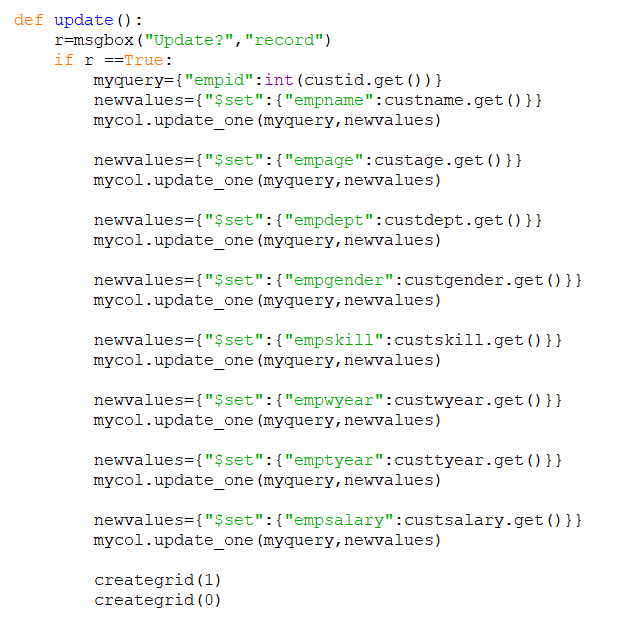 def update():
    r=msgbox("Update?","record")
    if r ==True:
        myquery={"empid":int(custid.get())}
        newvalues={"$set":{"empname":custname.get()}}
        mycol.update_one(myquery,newvalues)

        newvalues={"$set":{"empage":custage.get()}}
        mycol.update_one(myquery,newvalues)

        newvalues={"$set":{"empdept":custdept.get()}}
        mycol.update_one(myquery,newvalues)

        newvalues={"$set":{"empgender":custgender.get()}}
        mycol.update_one(myquery,newvalues)

        newvalues={"$set":{"empskill":custskill.get()}}
        mycol.update_one(myquery,newvalues)

        newvalues={"$set":{"empwyear":custwyear.get()}}
        mycol.update_one(myquery,newvalues)

        newvalues={"$set":{"emptyear":custtyear.get()}}
        mycol.update_one(myquery,newvalues)

        newvalues={"$set":{"empsalary":custsalary.get()}}
        mycol.update_one(myquery,newvalues)

        creategrid(1)
        creategrid(0)